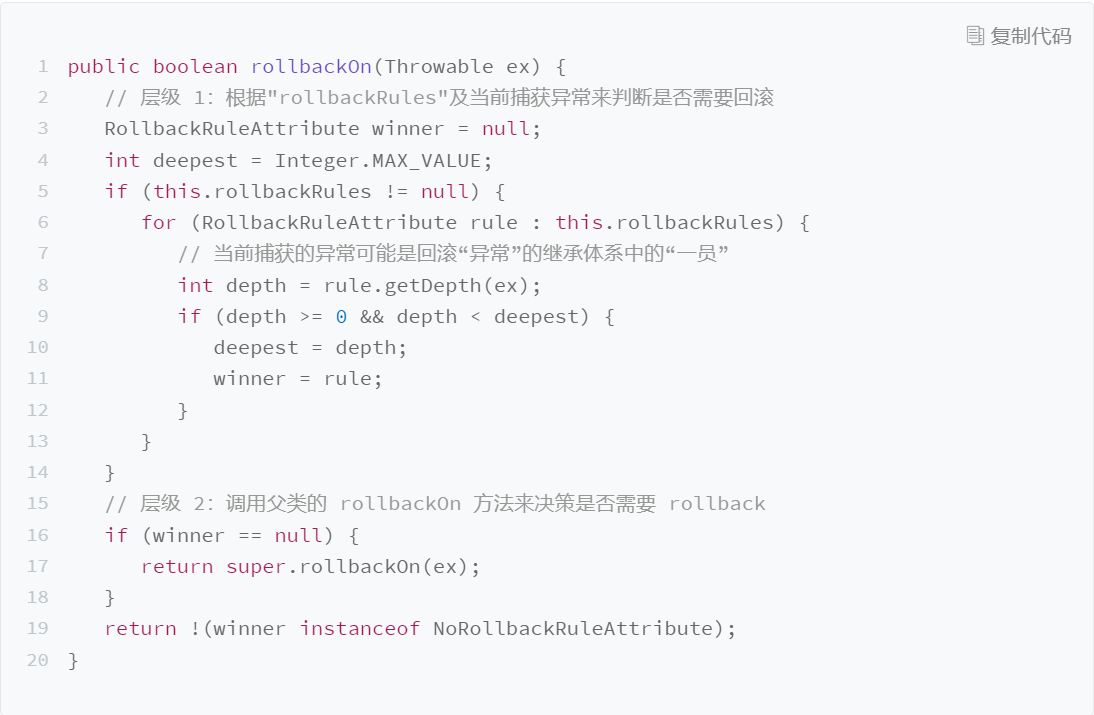 复制代码
1 public boolean rollbackOn(Throwable ex) {
2 // 层级 1：根据"rollbackRules"及当前捕获异常来判断是否需要回滚
3 RollbackRuleAttribute winner = null;
4 int deepest = Integer.MAX_VALUE;
5 if (this.rollbackRules != null) {
6 for (RollbackRuleAttribute rule : this.rollbackRules) {
7 // 当前捕获的异常可能是回滚“异常”的继承体系中的“一员”
8 int depth = rule.getDepth(ex);
9 if (depth >= 0 && depth < deepest) {
10 deepest = depth;
11 winner = rule;
12 }
13 }
14 }
15 // 层级 2：调用父类的 rollbackOn 方法来决策是否需要 rollback
16 if (winner == null) {
17 return super.rollbackOn(ex);
18 }
19 return !(winner instanceof NoRollbackRuleAttribute);
20 }